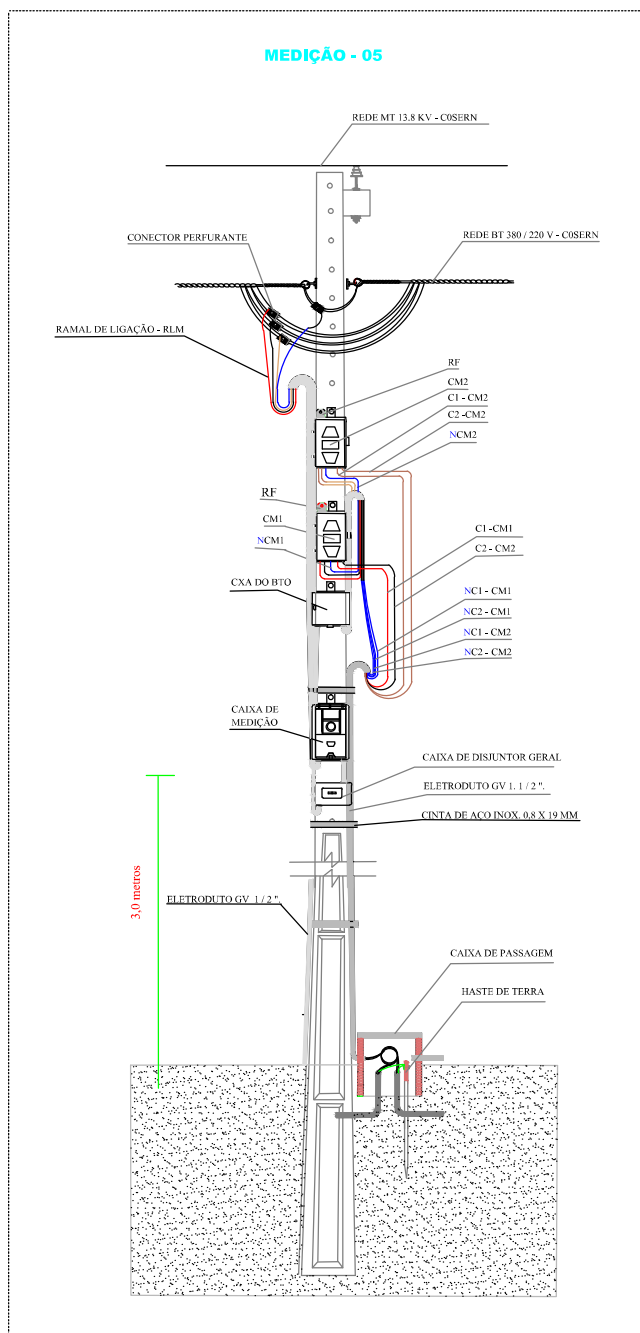 MEDIÇÃO - 05
REDE MT 13.8 KV - C0SERN
CONECTOR PERFURANTE
REDE BT 380 / 220 V - C0SERN
RAMAL DE LIGAÇÃO - RLM
RF
CM2
C1 - CM2
C2 -CM2
NCM2
RF
CM1
NCM1
C1 -CM1
C2 - CM2
CXA DO BTO
NC1 - CM1
NC2 - CM1
NC1 - CM2
NC2 - CM2
CAIXA DE
MEDIÇÃO
CAIXA DE DISJUNTOR GERAL
ELETRODUTO GV 1. 1 / 2 ".
CINTA DE AÇO INOX. 0,8 X 19 MM
3,0 metros
ELETRODUTO GV 1 / 2 ".
CAIXA DE PASSAGEM
HASTE DE TERRA